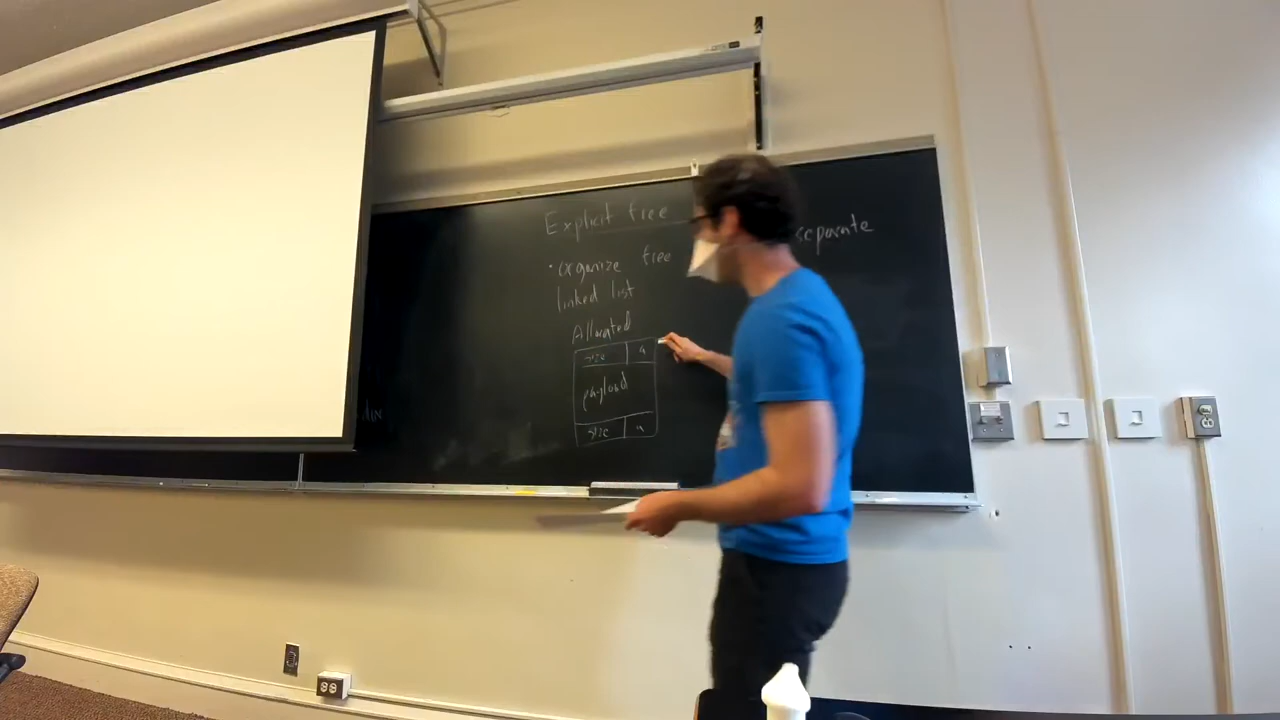 Explicit free
separate
• organize free
linked list
Allocated
size a
payload
size a